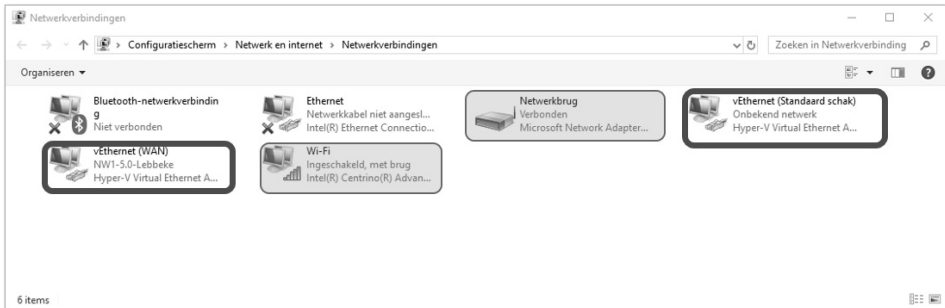 Netwerkverbindingen
Configuratiescherm > Netwerk en internet > Netwerkverbindingen
Zoeken in Netwerkverbinding
Organiseren
Bluetooth-netwerkverbindin
g
Niet verbonden
Ethernet
Netwerkkabel niet aangesl...
Intel(R) Ethernet Connectio...
Netwerkbrug
Verbonden
Microsoft Network Adapter...
vEthernet (Standaard schak)
Onbekend netwerk
Hyper-V Virtual Ethernet A...
vEthernet (WAN)
NW1-5.0-Lebbeke
Hyper-V Virtual Ethernet A...
Wi-Fi
Ingeschakeld, met brug
Intel(R) Centrino(R) Advan...
6 items